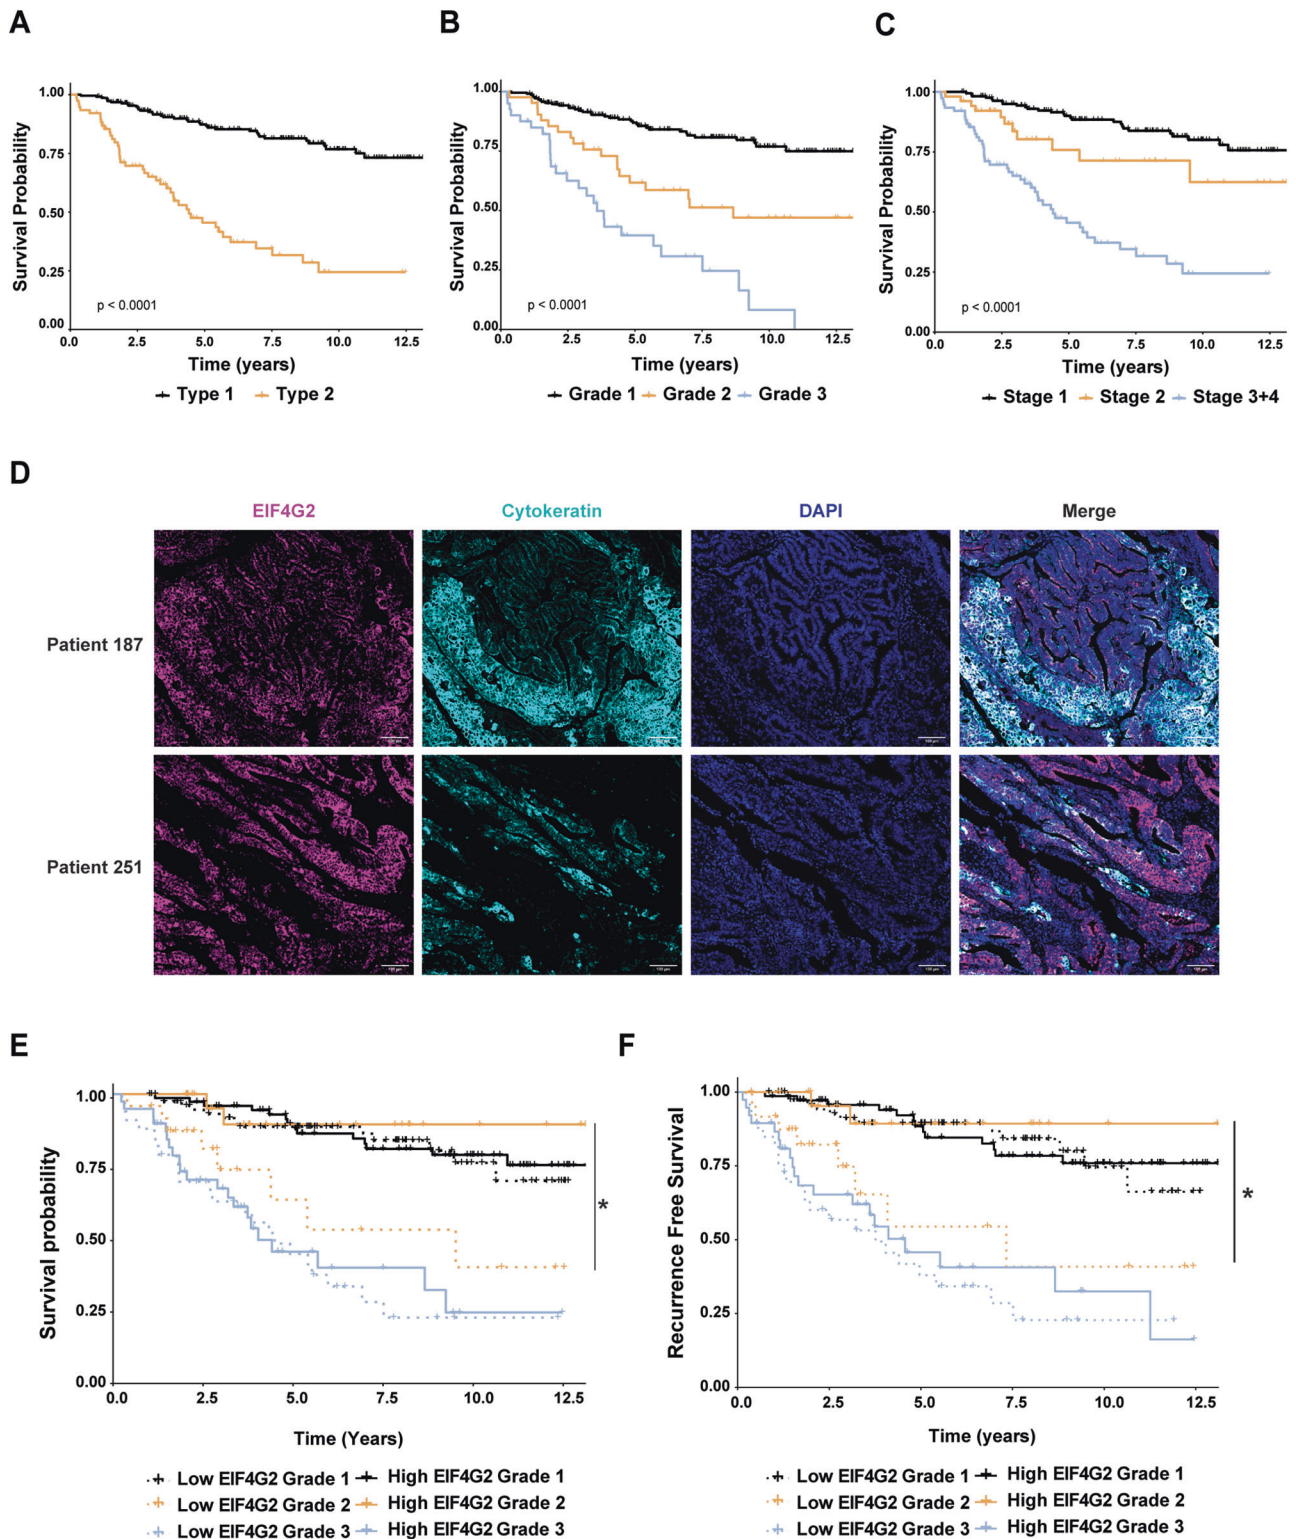 A
B
C
Survival Probability
1.00
0.75
0.50
0.25
0.00
p < 0.0001
0.0 2.5 5.0 7.5 10.0 12.5
Time (years)
Type 1 Type 2
Survival Probability
1.00
0.75
0.50
0.25
0.00
p < 0.0001
0.0 2.5 5.0 7.5 10.0 12.5
Time (years)
Grade 1 Grade 2 Grade 3
Survival Probability
1.00
0.75
0.50
0.25
0.00
p < 0.0001
0.0 2.5 5.0 7.5 10.0 12.5
Time (years)
Stage 1 Stage 2 Stage 3+4
D
EIF4G2 Cytokeratin DAPI Merge
Patient 187
Patient 251
E
Survival probability
1.00
0.75
0.50
0.25
0.00
*
0.0 2.5 5.0 7.5 10.0 12.5
Time (Years)
Low EIF4G2 Grade 1 High EIF4G2 Grade 1
Low EIF4G2 Grade 2 High EIF4G2 Grade 2
Low EIF4G2 Grade 3 High EIF4G2 Grade 3
F
Recurrence Free Survival
1.00
0.75
0.50
0.25
0.00
*
0.0 2.5 5.0 7.5 10.0 12.5
Time (years)
Low EIF4G2 Grade 1 High EIF4G2 Grade 1
Low EIF4G2 Grade 2 High EIF4G2 Grade 2
Low EIF4G2 Grade 3 High EIF4G2 Grade 3